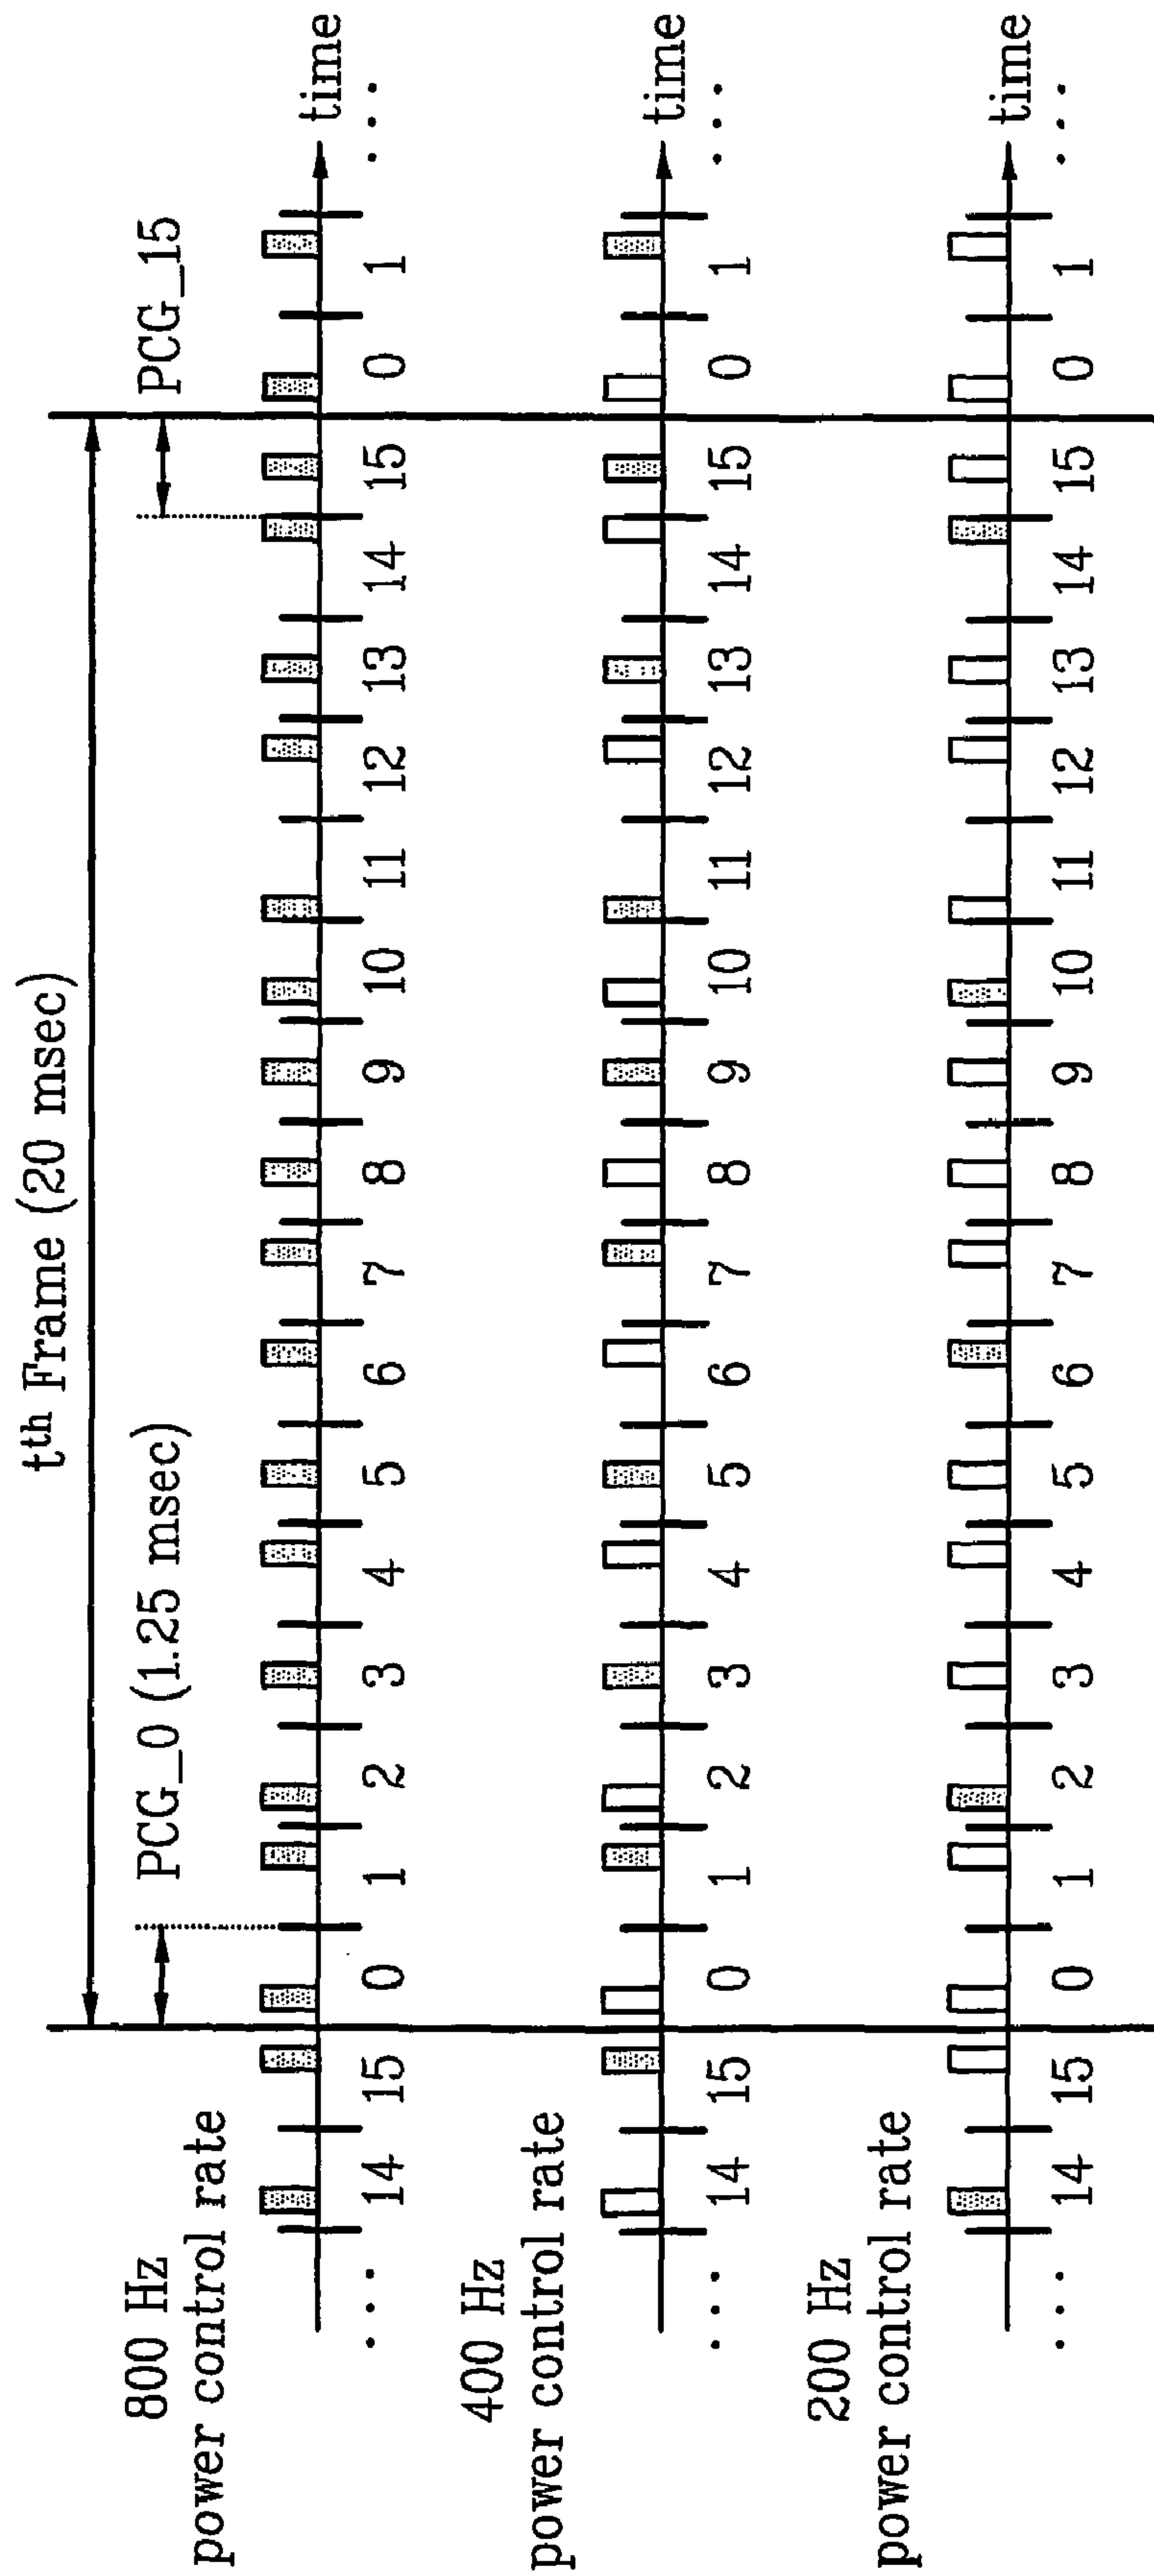 tth Frame (20 msec)
PCG_0 (1.25 msec)
PCG_15
800 Hz
power control rate
time
... 14 15 0 1 2 3 4 5 6 7 8 9 10 11 12 13 14 15 0 1 ...
400 Hz
power control rate
time
... 14 15 0 1 2 3 4 5 6 7 8 9 10 11 12 13 14 15 0 1 ...
200 Hz
power control rate
time
... 14 15 0 1 2 3 4 5 6 7 8 9 10 11 12 13 14 15 0 1 ...